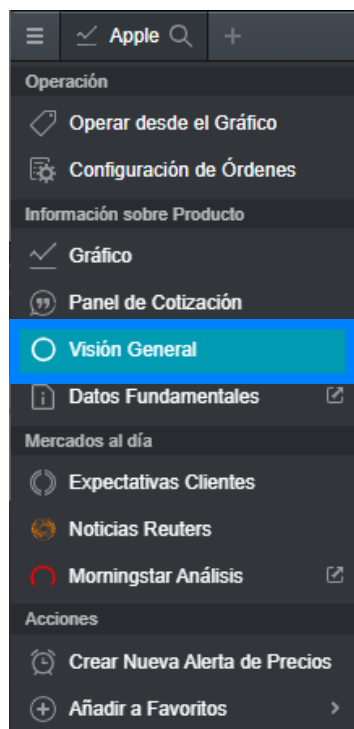 Apple
Operación
Operar desde el Gráfico
Configuración de Órdenes
Información sobre Producto
Gráfico
Panel de Cotización
Visión General
Datos Fundamentales
Mercados al día
Expectativas Clientes
Noticias Reuters
Morningstar Análisis
Acciones
Crear Nueva Alerta de Precios
Añadir a Favoritos